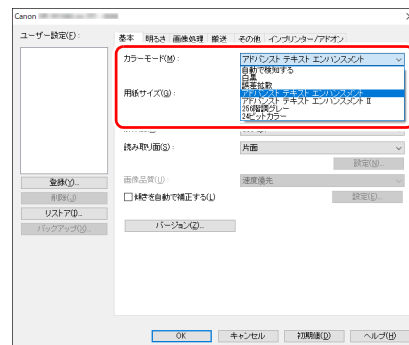 Canon
ユーザー設定(F):
基本 明るさ 画像処理 搬送 その他 インプリンター/アドオン
カラーモード(M):
アドバンスト テキスト エンハンスメント
自動で検知する
白黒
誤差拡散
アドバンスト テキスト エンハンスメント
アドバンスト テキスト エンハンスメント II
256階調グレー
24ビットカラー
用紙サイズ(Q):
読み取り面(S):
片面
設定(N)...
登録(Y)...
画像品質(U):
速度優先
削除(J)
傾きを自動で補正する(L)
設定(E)...
リストア(T)...
バックアップ(X)...
バージョン(Z)...
OK
キャンセル
初期値(D)
ヘルプ(H)